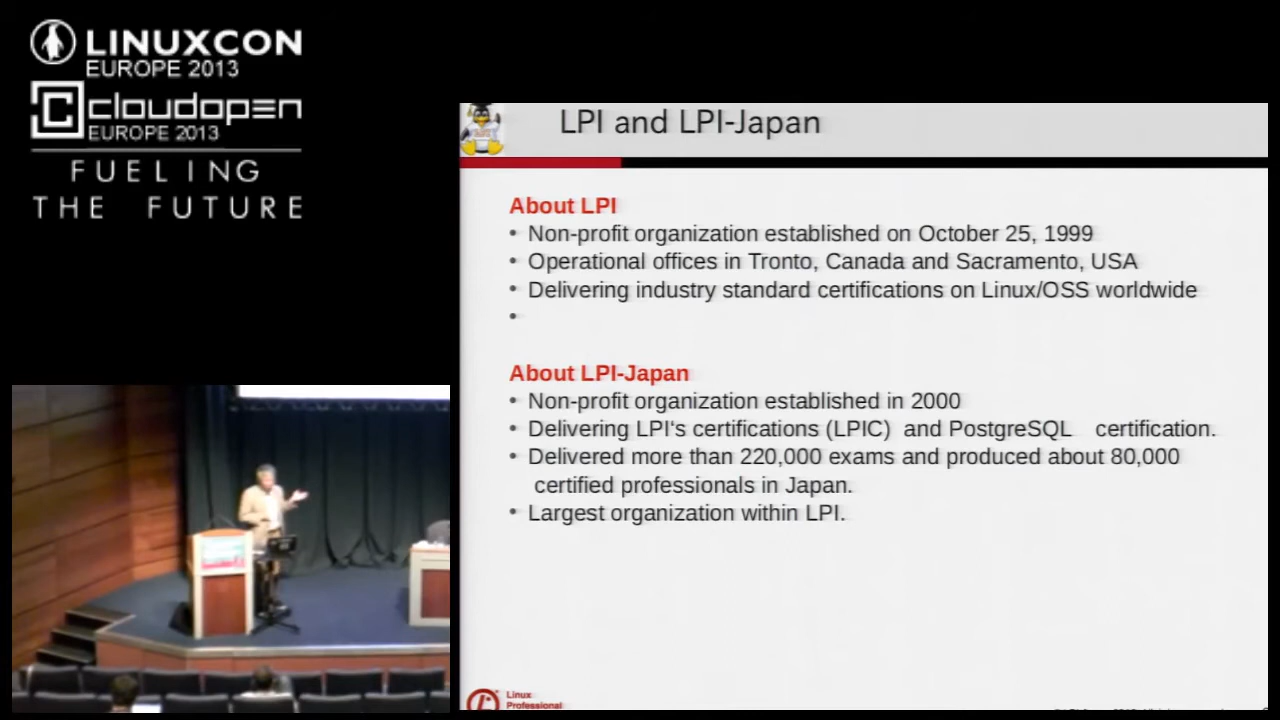 LINUXCON
EUROPE 2013
cloudopen
EUROPE 2013
FUELING
THE FUTURE
LPI and LPI-Japan
About LPI
• Non-profit organization established on October 25, 1999
• Operational offices in Tronto, Canada and Sacramento, USA
• Delivering industry standard certifications on Linux/OSS worldwide
•
About LPI-Japan
• Non-profit organization established in 2000
• Delivering LPI's certifications (LPIC) and PostgreSQL certification.
• Delivered more than 220,000 exams and produced about 80,000
certified professionals in Japan.
• Largest organization within LPI.
Linux
Professional